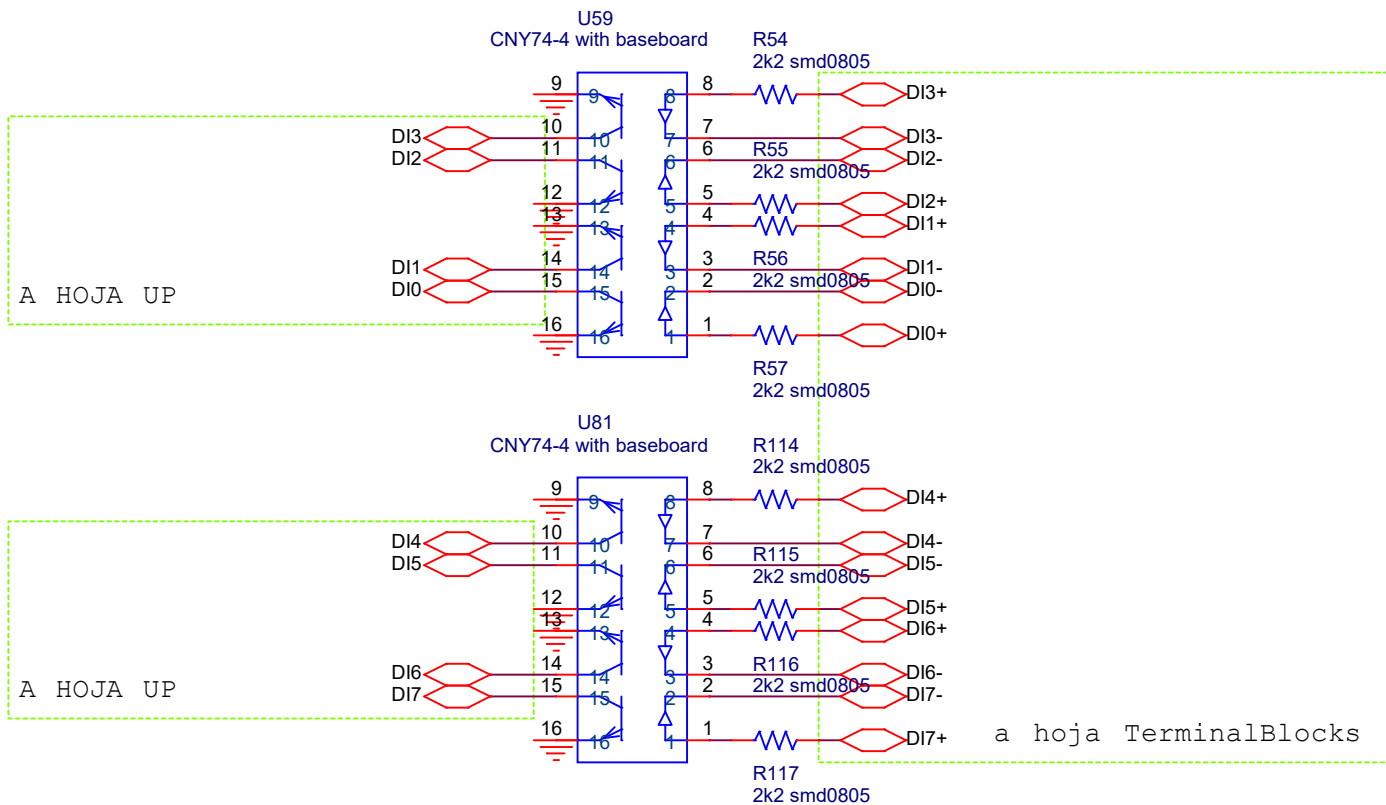 U59
CNY74-4 with baseboard
R54
2k2 smd0805
9
9
8
8
DI3+
DI3
10
10
7
7
DI3-
DI2
11
11
6
6
DI2-
R55
2k2 smd0805
12
12
5
5
DI2+
13
13
4
4
DI1+
DI1
14
14
3
3
DI1-
R56
2k2 smd0805
DI0
15
15
2
2
DI0-
A HOJA UP
16
16
1
1
DI0+
R57
2k2 smd0805
U81
CNY74-4 with baseboard
R114
2k2 smd0805
9
9
8
8
DI4+
DI4
10
10
7
7
DI4-
DI5
11
11
6
6
DI5-
R115
2k2 smd0805
12
12
5
5
DI5+
13
13
4
4
DI6+
DI6
14
14
3
3
DI6-
R116
2k2 smd0805
DI7
15
15
2
2
DI7-
A HOJA UP
16
16
1
1
DI7+
a hoja TerminalBlocks
R117
2k2 smd0805